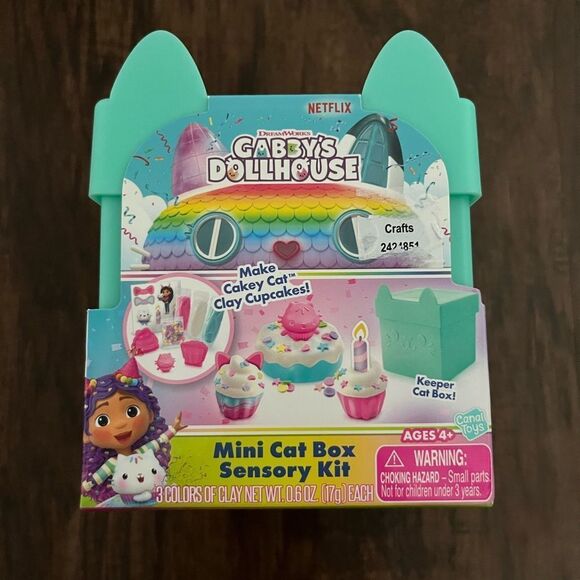 NETFLIX
DREAMWORKS
GABBY'S
DOLLHOUSE
Crafts
Make
Cakey Cat™
Clay Cupcakes!
Keeper
Cat Box!
Canal
Toys
AGES 4+
Mini Cat Box
Sensory Kit
3 COLORS OF CLAY NET WT. 0.6 OZ. (17g) EACH
WARNING:
CHOKING HAZARD – Small parts
Not for children under 3 years.